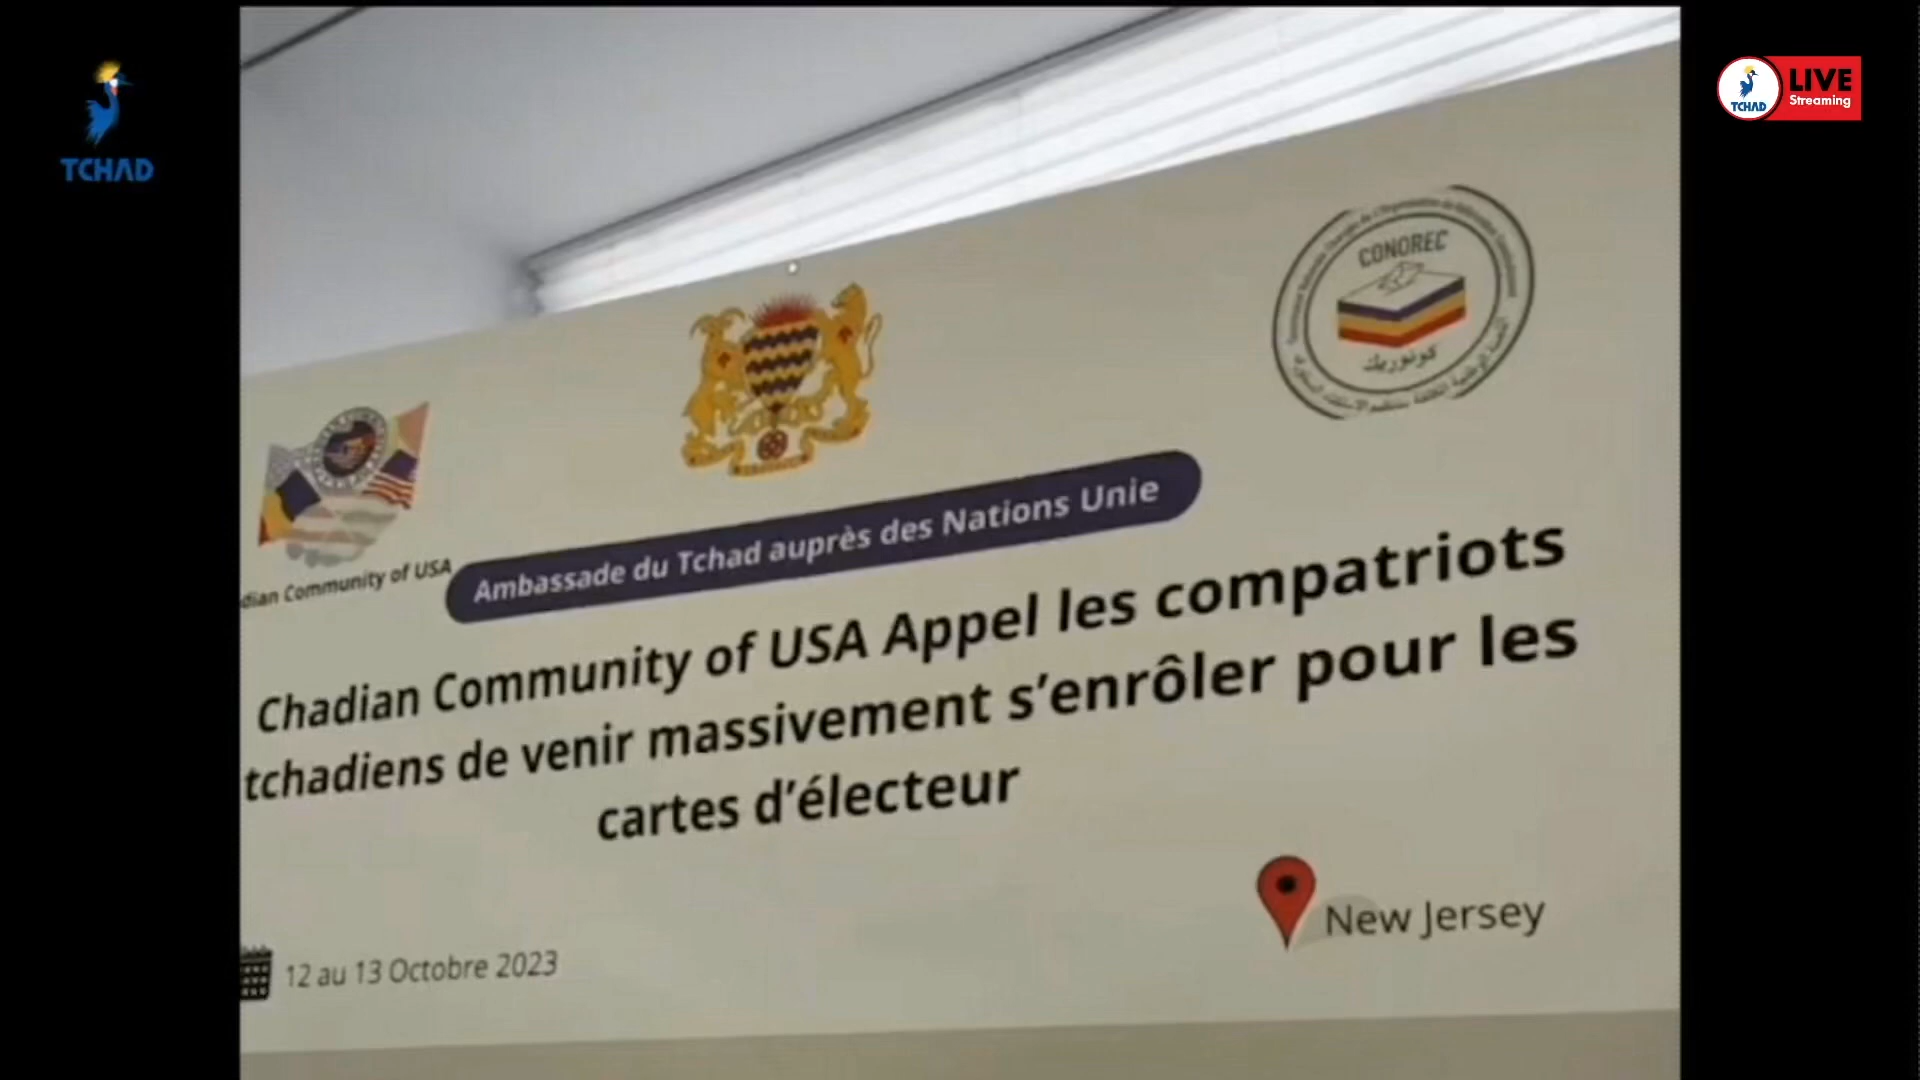 TCHAD
TCHAD
LIVE
Streaming
CONOREC
كونوريك
dian Community of USA
Ambassade du Tchad auprès des Nations Unie
Chadian Community of USA Appel les compatriots
tchadiens de venir massivement s'enrôler pour les
cartes d'électeur
New Jersey
12 au 13 Octobre 2023